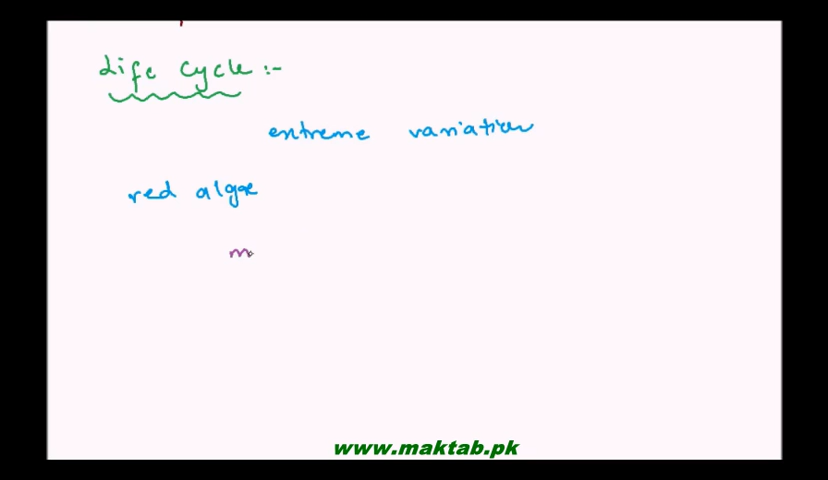 Life Cycle :-
extreme variation
red algae
m
www.maktab.pk